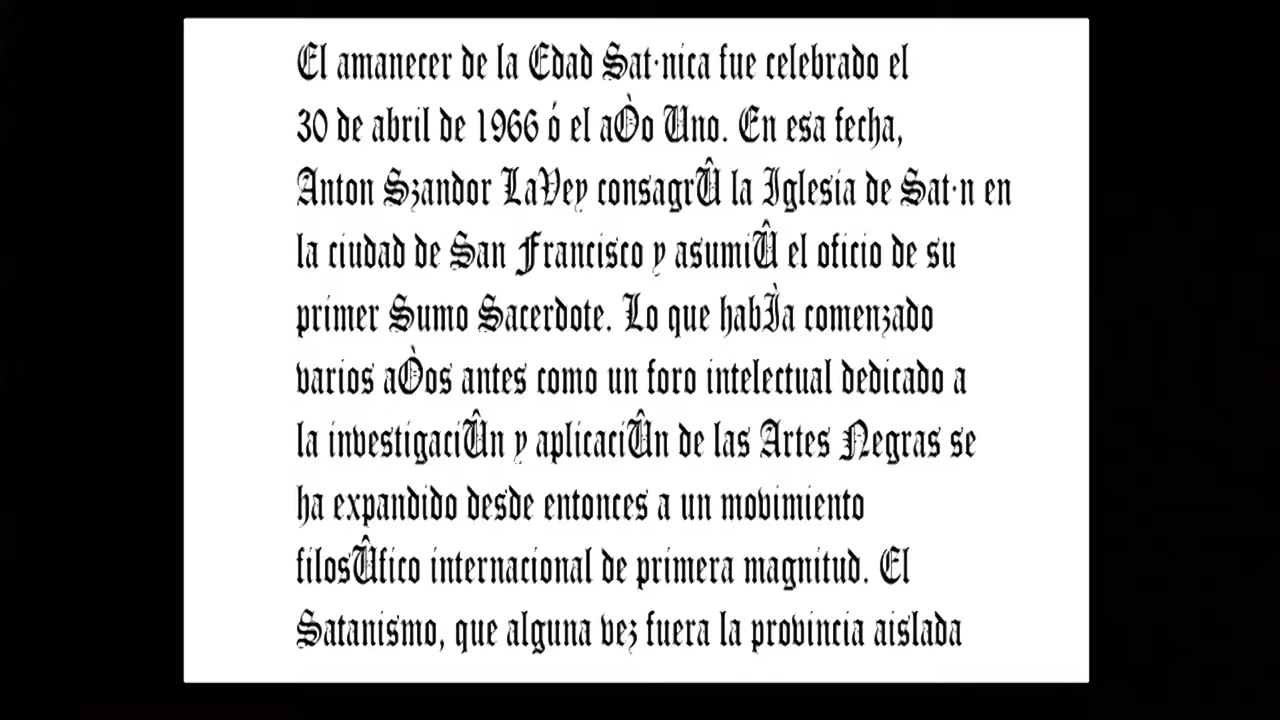 El amanecer de la Edad Sat·nica fue celebrado el
30 de abril de 1966 ó el aÒo Uno. En esa fecha,
Anton Szandor LaVey consagrÛ la Iglesia de Sat·n en
la ciudad de San Francisco y asumiÛ el oficio de su
primer Sumo Sacerdote. Lo que habÌa comenzado
varios aÒos antes como un foro intelectual dedicado a
la investigaciÛn y aplicaciÛn de las Artes Negras se
ha expandido desde entonces a un movimiento
filosÛfico internacional de primera magnitud. El
Satanismo, que alguna vez fuera la provincia aislada